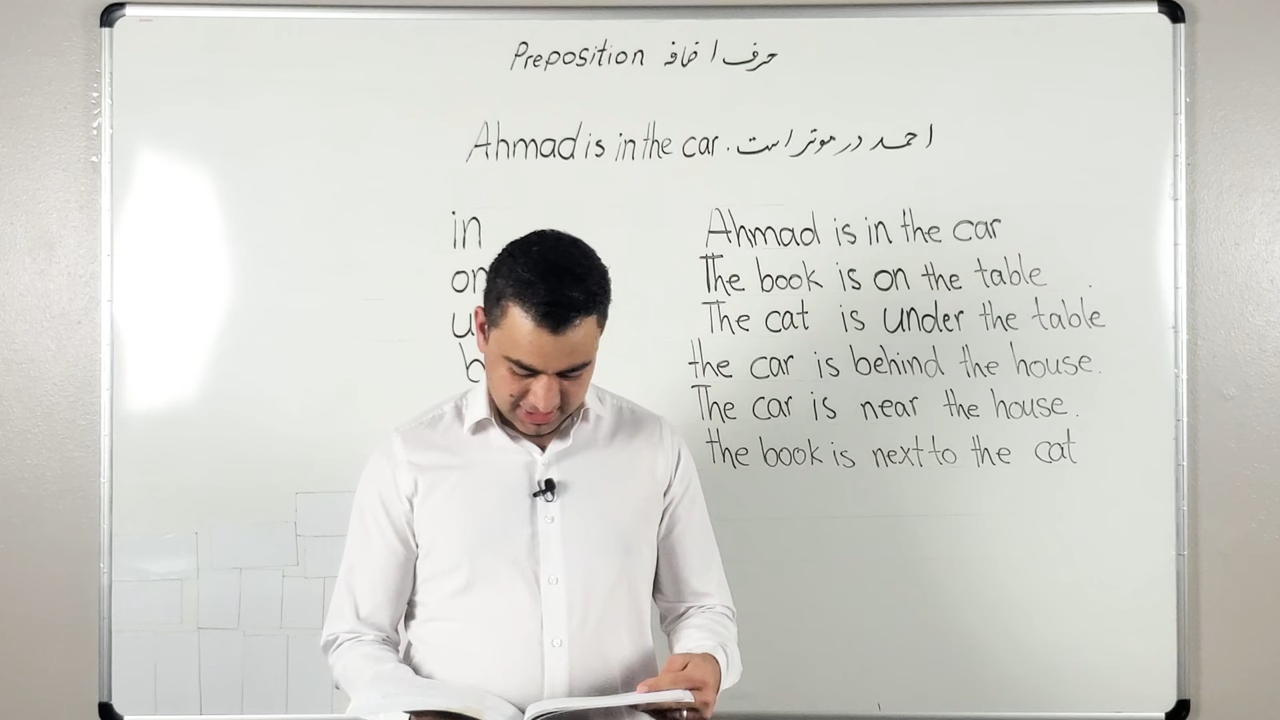 Preposition حرف اضافه
Ahmad is in the car. احمد در موتر است
in
on
u
b
Ahmad is in the car
The book is on the table
The cat is under the table
the car is behind the house.
The car is near the house.
the book is next to the cat